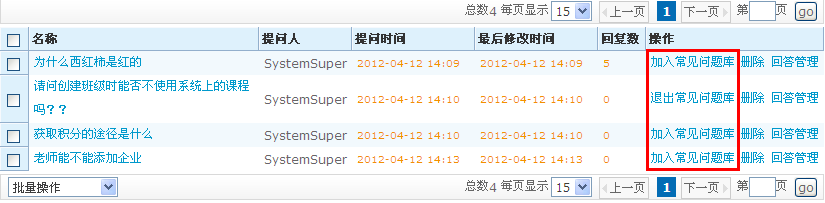 总数4 每页显示 15 上一页 1 下一页 第 页 go
名称 提问人 提问时间 最后修改时间 回复数 操作
为什么西红柿是红的 SystemSuper 2012-04-12 14:09 2012-04-12 14:09 5 加入常见问题库 删除 回答管理
请问创建班级时能否不使用系统上的课程
吗？？ SystemSuper 2012-04-12 14:10 2012-04-12 14:10 0 退出常见问题库 删除 回答管理
获取积分的途径是什么 SystemSuper 2012-04-12 14:10 2012-04-12 14:10 0 加入常见问题库 删除 回答管理
老师能不能添加企业 SystemSuper 2012-04-12 14:13 2012-04-12 14:13 0 加入常见问题库 删除 回答管理
批量操作 总数4 每页显示 15 上一页 1 下一页 第 页 go